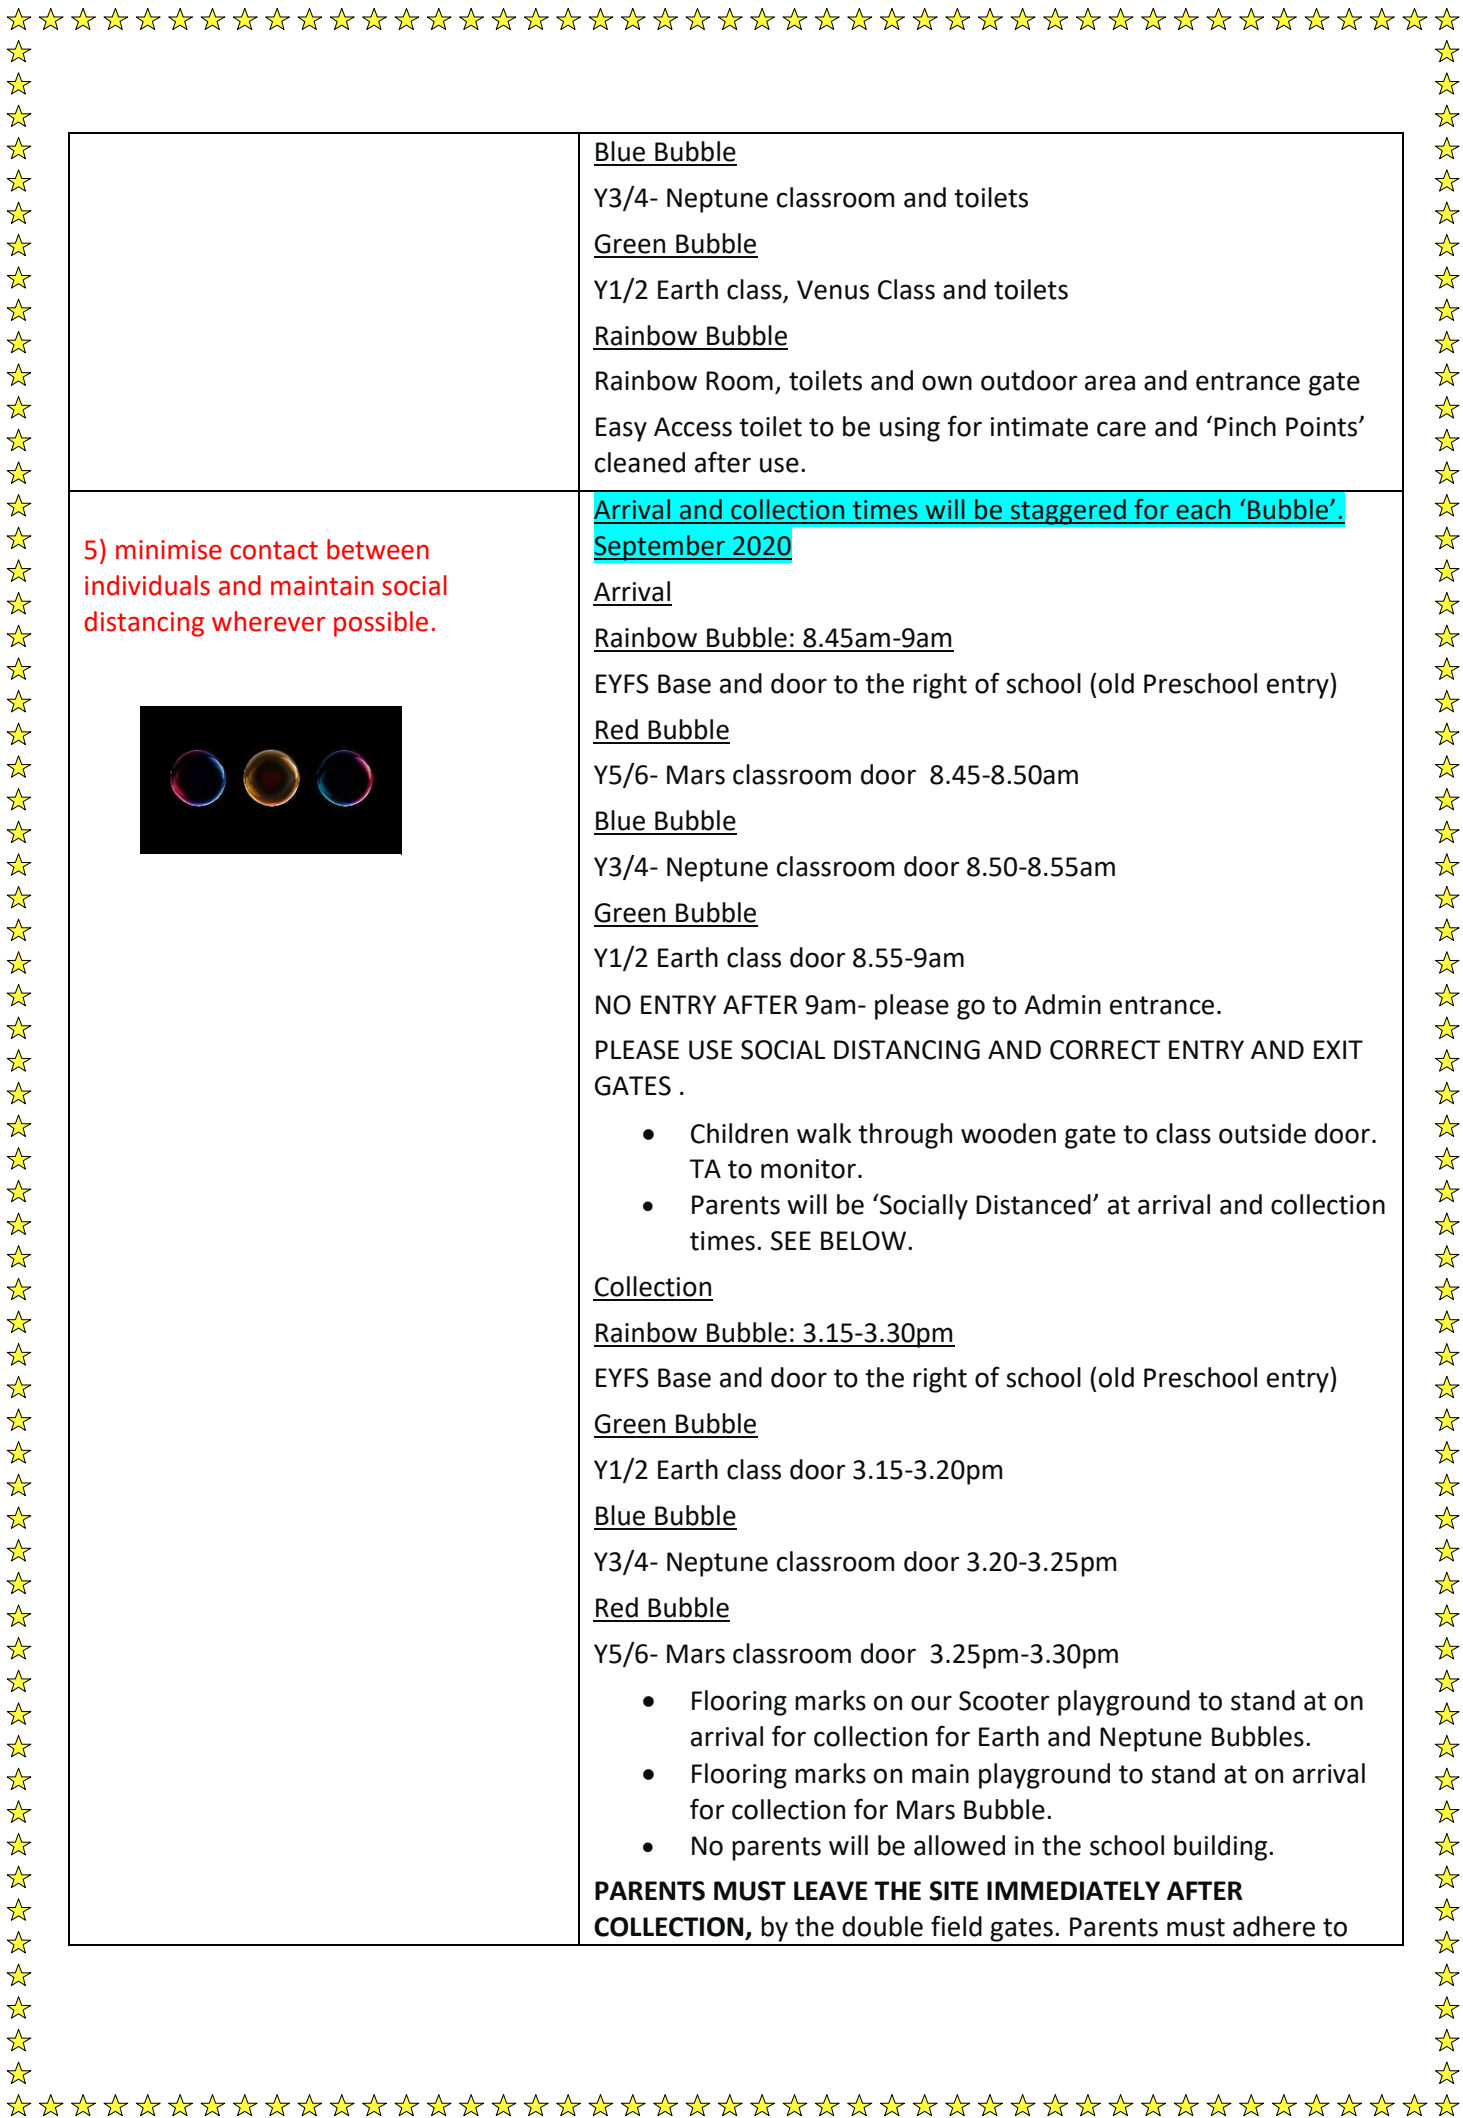 Blue Bubble
Y3/4- Neptune classroom and toilets
Green Bubble
Y1/2 Earth class, Venus Class and toilets
Rainbow Bubble
Rainbow Room, toilets and own outdoor area and entrance gate
Easy Access toilet to be using for intimate care and ‘Pinch Points’
cleaned after use.
5) minimise contact between
individuals and maintain social
distancing wherever possible.
Arrival and collection times will be staggered for each ‘Bubble’.
September 2020
Arrival
Rainbow Bubble: 8.45am-9am
EYFS Base and door to the right of school (old Preschool entry)
Red Bubble
Y5/6- Mars classroom door  8.45-8.50am
Blue Bubble
Y3/4- Neptune classroom door 8.50-8.55am
Green Bubble
Y1/2 Earth class door 8.55-9am
NO ENTRY AFTER 9am- please go to Admin entrance.
PLEASE USE SOCIAL DISTANCING AND CORRECT ENTRY AND EXIT
GATES .
• Children walk through wooden gate to class outside door.
TA to monitor.
• Parents will be ‘Socially Distanced’ at arrival and collection
times. SEE BELOW.
Collection
Rainbow Bubble: 3.15-3.30pm
EYFS Base and door to the right of school (old Preschool entry)
Green Bubble
Y1/2 Earth class door 3.15-3.20pm
Blue Bubble
Y3/4- Neptune classroom door 3.20-3.25pm
Red Bubble
Y5/6- Mars classroom door  3.25pm-3.30pm
• Flooring marks on our Scooter playground to stand at on
arrival for collection for Earth and Neptune Bubbles.
• Flooring marks on main playground to stand at on arrival
for collection for Mars Bubble.
• No parents will be allowed in the school building.
PARENTS MUST LEAVE THE SITE IMMEDIATELY AFTER
COLLECTION, by the double field gates. Parents must adhere to